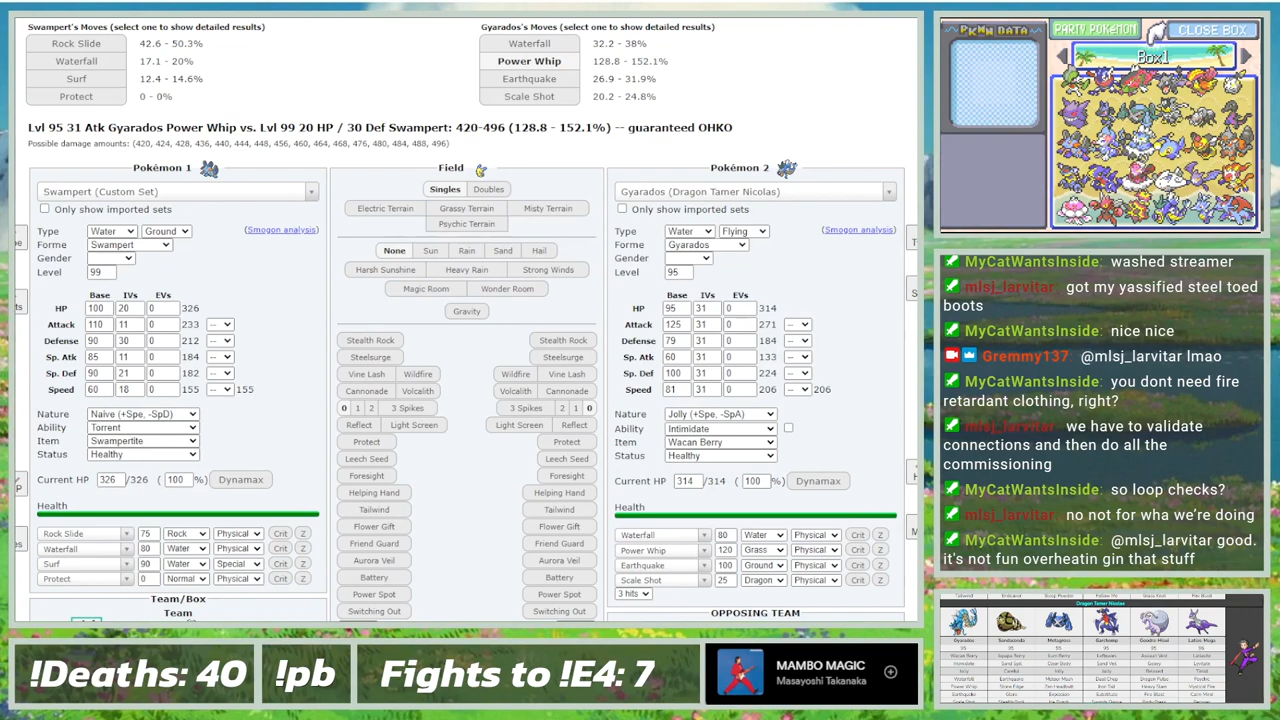 Swampert's Moves (select one to show detailed results)
Rock Slide 42.6 - 50.3%
Waterfall 17.1 - 20%
Surf 12.4 - 14.6%
Protect 0 - 0%
Gyarados's Moves (select one to show detailed results)
Waterfall 32.2 - 38%
Power Whip 128.8 - 152.1%
Earthquake 26.9 - 31.9%
Scale Shot 20.2 - 24.8%
Lvl 95 31 Atk Gyarados Power Whip vs. Lvl 99 20 HP / 30 Def Swampert: 420-496 (128.8 - 152.1%) -- guaranteed OHKO
Possible damage amounts: (420, 424, 428, 436, 440, 444, 448, 456, 460, 464, 468, 476, 480, 484, 488, 496)
Pokémon 1
Swampert (Custom Set)
Only show imported sets
Type Water Ground (Smogon analysis)
Forme Swampert
Gender
Level 99
Base IVs EVs
HP 100 20 0 326
Attack 110 11 0 233 --
Defense 90 30 0 212 --
Sp. Atk 85 11 0 184 --
Sp. Def 90 21 0 182 --
Speed 60 18 0 155 -- 155
Nature Naive (+Spe, -SpD)
Ability Torrent
Item Swampertite
Status Healthy
Current HP 326 /326 ( 100 %) Dynamax
Health
Rock Slide 75 Rock Physical Crit Z
Waterfall 80 Water Physical Crit Z
Surf 90 Water Special Crit Z
Protect 0 Normal Physical Crit Z
Team/Box
Team
Field
Singles Doubles
Electric Terrain Grassy Terrain Misty Terrain
Psychic Terrain
None Sun Rain Sand Hail
Harsh Sunshine Heavy Rain Strong Winds
Magic Room Wonder Room
Gravity
Stealth Rock Stealth Rock
Steelsurge Steelsurge
Vine Lash Wildfire Wildfire Vine Lash
Cannonade Volcalith Volcalith Cannonade
0 1 2 3 Spikes 3 Spikes 2 1 0
Reflect Light Screen Light Screen Reflect
Protect Protect
Leech Seed Leech Seed
Foresight Foresight
Helping Hand Helping Hand
Tailwind Tailwind
Flower Gift Flower Gift
Friend Guard Friend Guard
Aurora Veil Aurora Veil
Battery Battery
Power Spot Power Spot
Switching Out Switching Out
Pokémon 2
Gyarados (Dragon Tamer Nicolas)
Only show imported sets
Type Water Flying (Smogon analysis)
Forme Gyarados
Gender
Level 95
Base IVs EVs
HP 95 31 0 314
Attack 125 31 0 271 --
Defense 79 31 0 184 --
Sp. Atk 60 31 0 133 --
Sp. Def 100 31 0 224 --
Speed 81 31 0 206 -- 206
Nature Jolly (+Spe, -SpA)
Ability Intimidate
Item Wacan Berry
Status Healthy
Current HP 314 /314 ( 100 %) Dynamax
Health
Waterfall 80 Water Physical Crit Z
Power Whip 120 Grass Physical Crit Z
Earthquake 100 Ground Physical Crit Z
Scale Shot 25 Dragon Physical Crit Z
3 hits
OPPOSING TEAM
PKMN DATA
PARTY POKéMON
CLOSE BOX
Box1
MyCatWantsInside: washed streamer
mlsj_larvitar: got my yassified steel toed
boots
MyCatWantsInside: nice nice
Gremmy137: @mlsj_larvitar lmao
MyCatWantsInside: you dont need fire
retardant clothing, right?
mlsj_larvitar: we have to validate
connections and then do all the
commissioning
MyCatWantsInside: so loop checks?
mlsj_larvitar: no not for wha we're doing
MyCatWantsInside: @mlsj_larvitar good.
it's not fun overheatin gin that stuff
Dragon Tamer Nicolas
Gyarados Sandaconda Metagross Garchomp Goodra-Hisui Latios-Mega
!Deaths: 40
MAMBO MAGIC
Masayoshi Takanaka